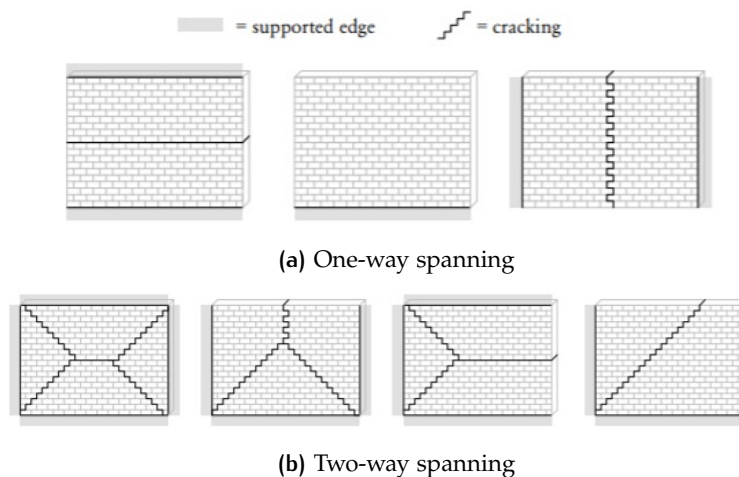 = supported edge = cracking
(a) One-way spanning
(b) Two-way spanning